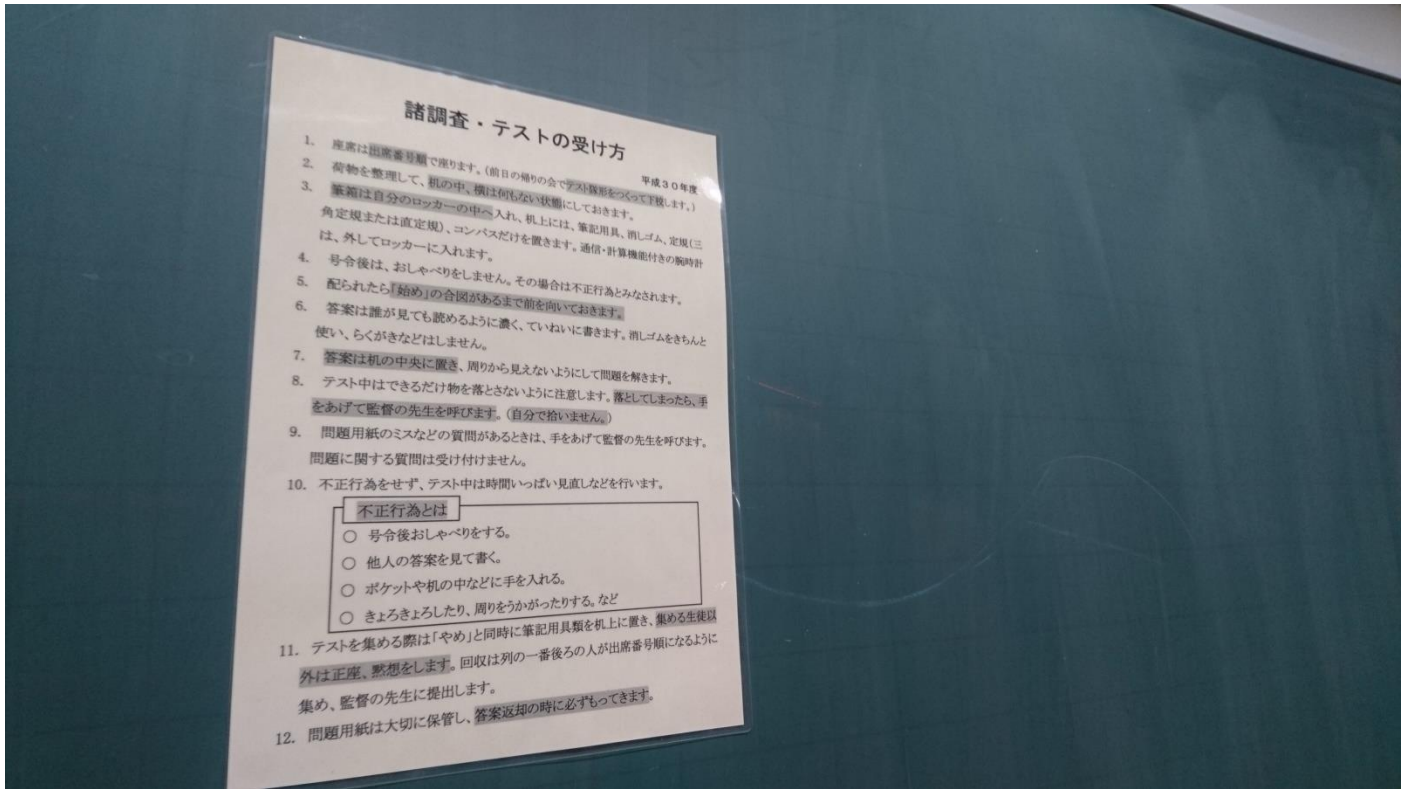 諸調査・テストの受け方
平成30年度
1. 座席は出席番号順で座ります。(前日の帰りの会でテスト隊形をつくって下校します。)
2. 荷物を整理して、机の中、横は何もない状態にしておきます。
3. 筆箱は自分のロッカーの中へ入れ、机上には、筆記用具、消しゴム、定規(三
角定規または直定規)、コンパスだけを置きます。通信・計算機能付きの腕時計
は、外してロッカーに入れます。
4. 号令後は、おしゃべりをしません。その場合は不正行為とみなされます。
5. 配られたら「始め」の合図があるまで前を向いておきます。
6. 答案は誰が見ても読めるように濃く、ていねいに書きます。消しゴムをきちんと
使い、らくがきなどはしません。
7. 答案は机の中央に置き、周りから見えないようにして問題を解きます。
8. テスト中はできるだけ物を落とさないように注意します。落としてしまったら、手
をあげて監督の先生を呼びます。(自分で拾いません。)
9. 問題用紙のミスなどの質問があるときは、手をあげて監督の先生を呼びます。
問題に関する質問は受け付けません。
10. 不正行為をせず、テスト中は時間いっぱい見直しなどを行います。
不正行為とは
○ 号令後おしゃべりをする。
○ 他人の答案を見て書く。
○ ポケットや机の中などに手を入れる。
○ きょろきょろしたり、周りをうかがったりする。など
11. テストを集める際は「やめ」と同時に筆記用具類を机上に置き、集める生徒以
外は正座、黙想をします。回収は列の一番後ろの人が出席番号順になるように
集め、監督の先生に提出します。
12. 問題用紙は大切に保管し、答案返却の時に必ずもってきます。